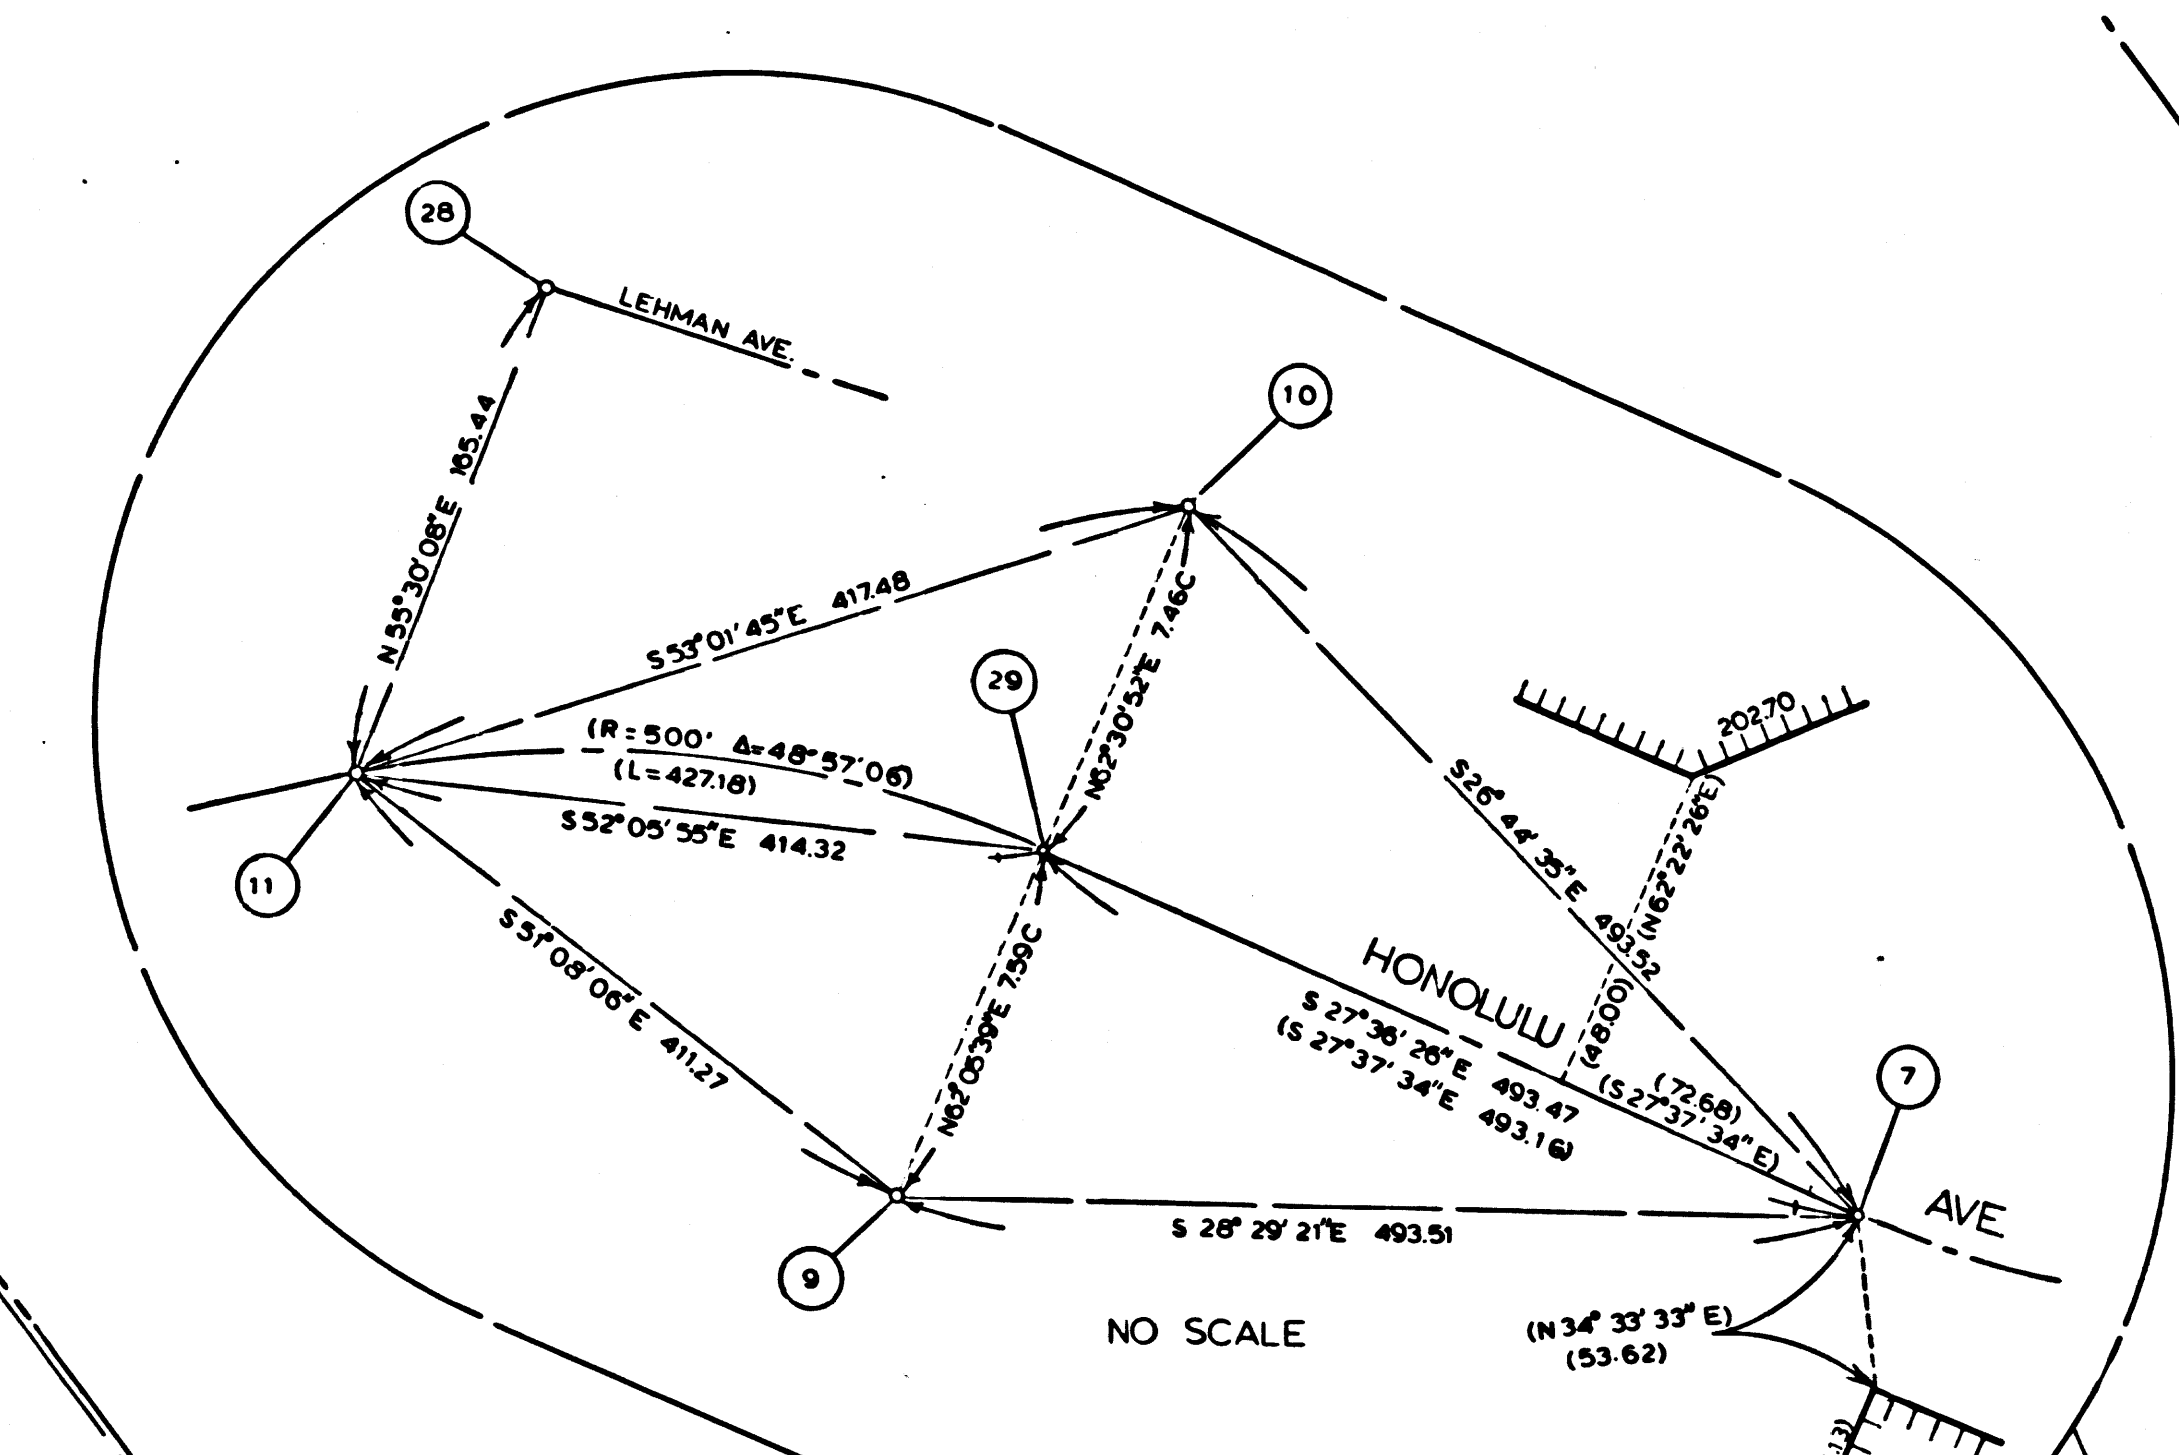 28
LEHMAN AVE.
N 55° 30' 08" E 165.44
10
S 53° 01' 45" E 417.48
29
(R = 500' Δ = 48° 57' 06)
(L = 427.18)
S 52° 05' 55" E 414.32
11
N 62° 30' 52" E 7.46 C
202.70
S 26° 44' 35" E 493.52
(N 62° 22' 26" E)
(48.00)
S 51° 08' 06" E 411.27
N 62° 05' 39" E 7.59 C
HONOLULU
AVE
S 27° 36' 26" E 493.47
(S 27° 37' 34" E 493.16)
(72.68)
(S 27° 37' 34" E)
7
9
S 28° 29' 21" E 493.51
NO SCALE
(N 34° 33' 33" E)
(53.62)